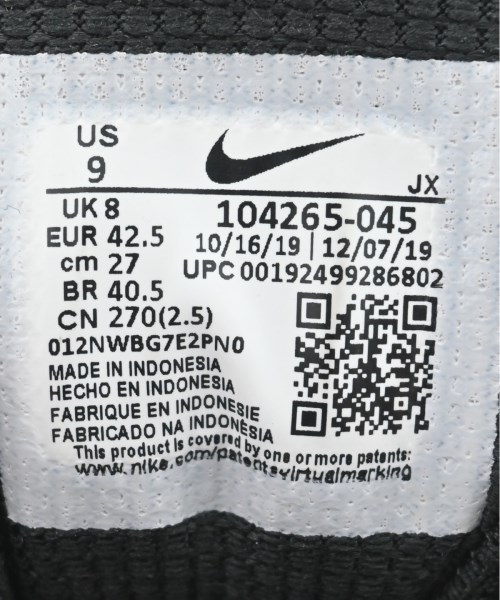 US
9
JX
UK 8
EUR 42.5
cm 27
BR 40.5
CN 270(2.5)
104265-045
10/16/19 | 12/07/19
UPC 00192499286802
012NWBG7E2PN0
MADE IN INDONESIA
HECHO EN INDONESIA
FABRIQUE EN INDONESIE
FABRICADO NA INDONÉSIA
This product is covered by one or more patents:
www.nike.com/patentsvirtualmarking